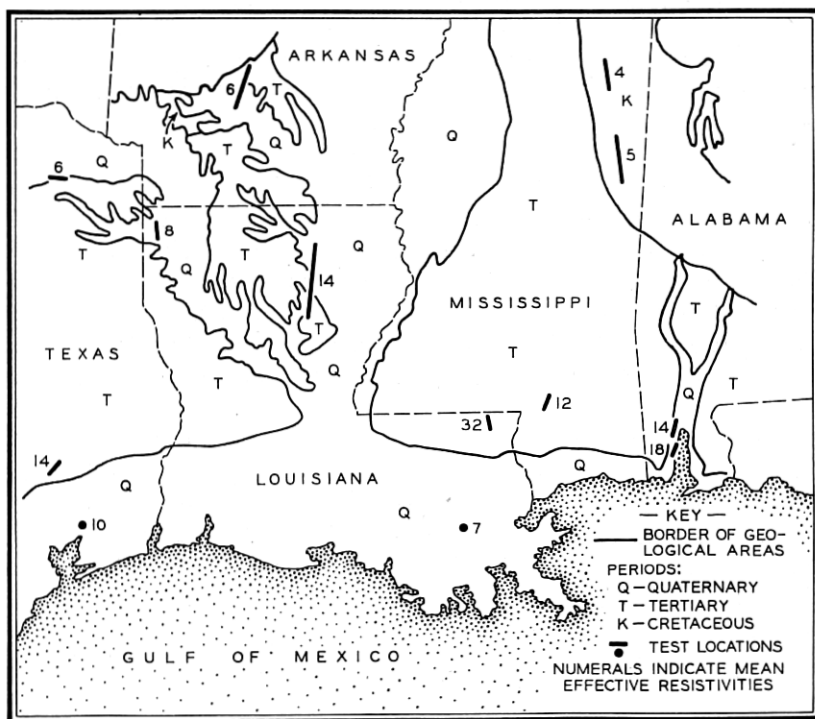 ARKANSAS
4
6
T
K
K
Q
T
Q
Q
5
6
T
8
T
T
Q
Q
ALABAMA
14
MISSISSIPPI
T
T
TEXAS
T
T
Q
T
T
Q
T
12
32
14
18
14
LOUISIANA
Q
Q
Q
10
7
— KEY —
BORDER OF GEO-
LOGICAL AREAS
PERIODS:
Q – QUATERNARY
T – TERTIARY
K – CRETACEOUS
TEST LOCATIONS
NUMERALS INDICATE MEAN
EFFECTIVE RESISTIVITIES
GULF OF MEXICO